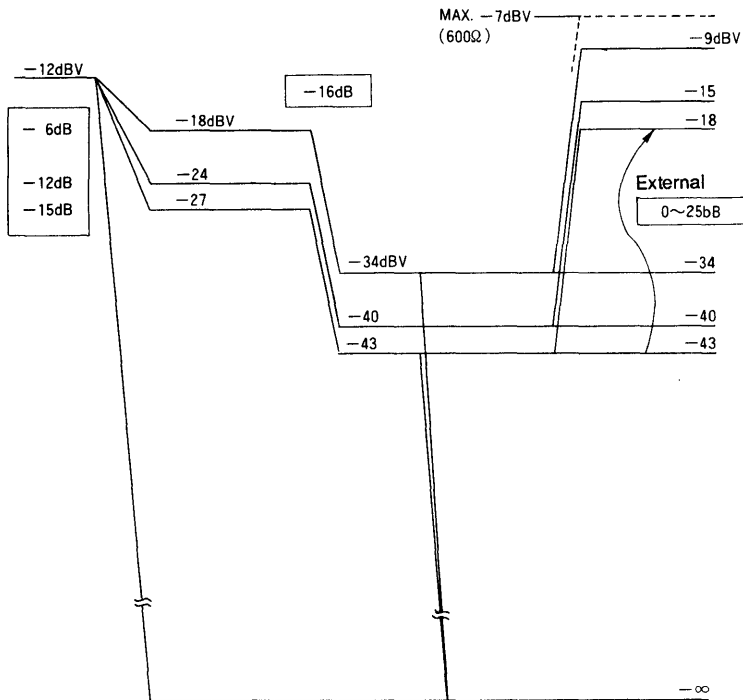 MAX. −7dBV
(600Ω)
−9dBV
−12dBV
−16dB
−15
−18dBV
−18
− 6dB
External
−12dB
−24
−15dB
−27
0~25bB
−34dBV
−34
−40
−40
−43
−43
−∞